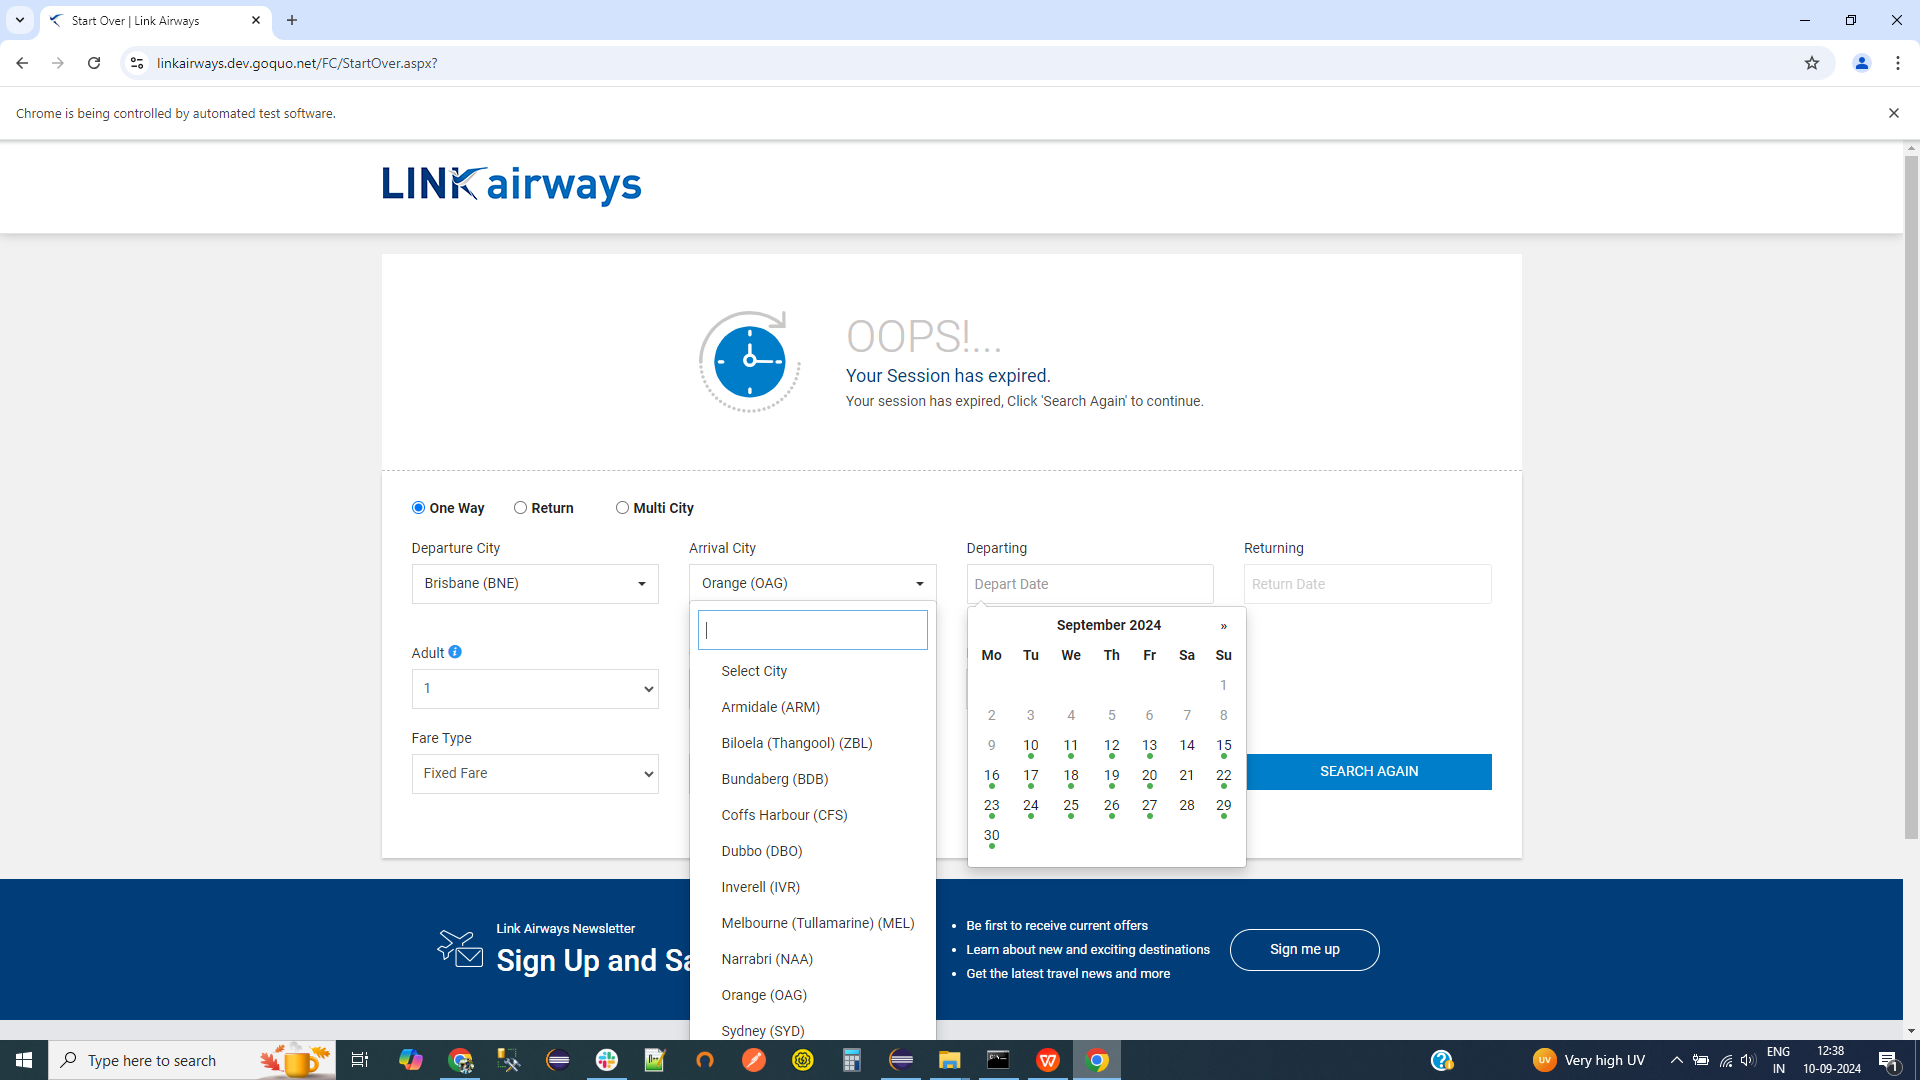 Start Over | Link Airways
linkairways.dev.goquo.net/FC/StartOver.aspx?
Chrome is being controlled by automated test software.
LINK airways
OOPS!...
Your Session has expired.
Your session has expired, Click 'Search Again' to continue.
One Way Return Multi City
Departure City Arrival City Departing Returning
Brisbane (BNE) Orange (OAG) Depart Date Return Date
September 2024 »
Mo Tu We Th Fr Sa Su
1
2 3 4 5 6 7 8
9 10 11 12 13 14 15
16 17 18 19 20 21 22
23 24 25 26 27 28 29
30
Adult
1
Fare Type
Fixed Fare
Select City
Armidale (ARM)
Biloela (Thangool) (ZBL)
Bundaberg (BDB)
Coffs Harbour (CFS)
Dubbo (DBO)
Inverell (IVR)
Melbourne (Tullamarine) (MEL)
Narrabri (NAA)
Orange (OAG)
Sydney (SYD)
SEARCH AGAIN
Link Airways Newsletter
Sign Up and Sa
• Be first to receive current offers
• Learn about new and exciting destinations
• Get the latest travel news and more
Sign me up
Type here to search
UV Very high UV
ENG
IN
12:38
10-09-2024
1